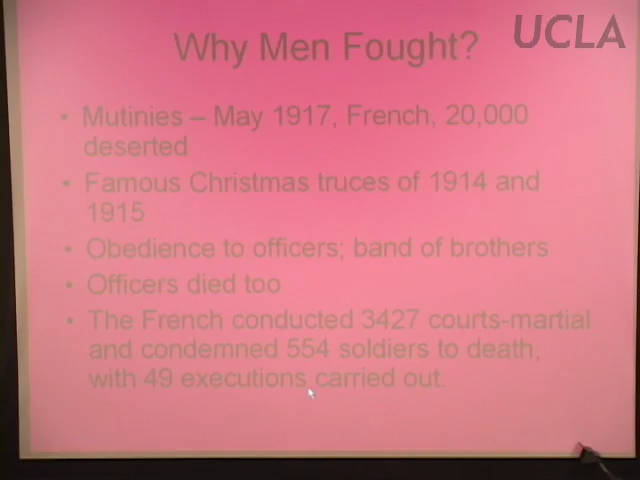 UCLA
Why Men Fought?
• Mutinies – May 1917, French, 20,000
deserted
• Famous Christmas truces of 1914 and
1915
• Obedience to officers; band of brothers
• Officers died too
• The French conducted 3427 courts-martial
and condemned 554 soldiers to death,
with 49 executions carried out.